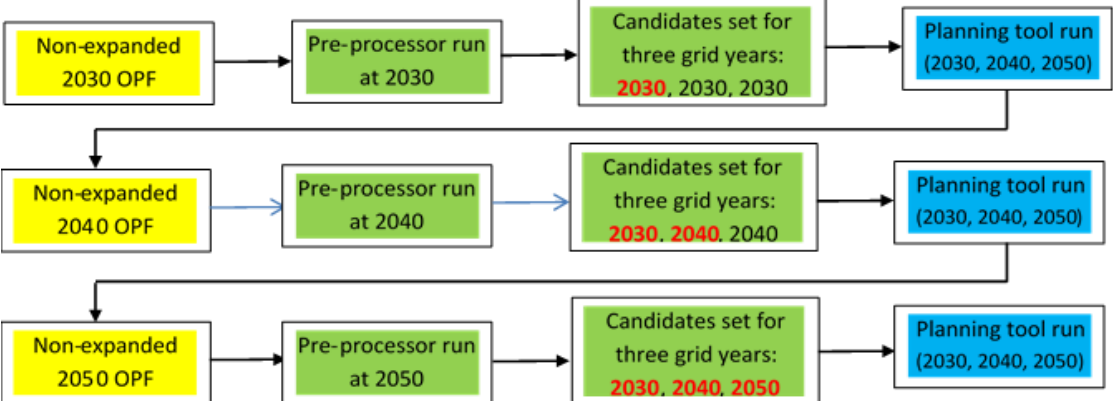 Non-expanded
2030 OPF
Pre-processor run
at 2030
Candidates set for
three grid years:
2030, 2030, 2030
Planning tool run
(2030, 2040, 2050)
Non-expanded
2040 OPF
Pre-processor run
at 2040
Candidates set for
three grid years:
2030, 2040, 2040
Planning tool run
(2030, 2040, 2050)
Non-expanded
2050 OPF
Pre-processor run
at 2050
Candidates set for
three grid years:
2030, 2040, 2050
Planning tool run
(2030, 2040, 2050)